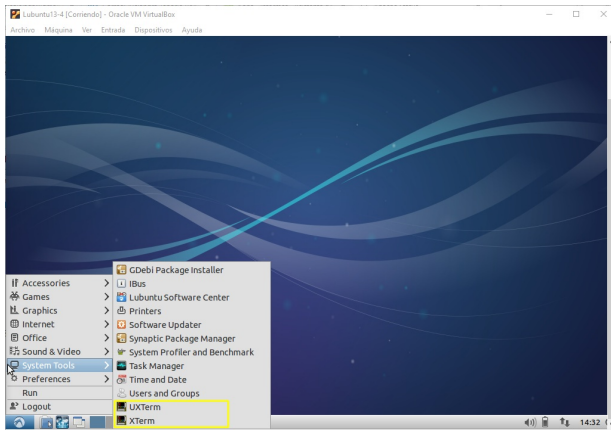 Lubuntu13-4 [Corriendo] - Oracle VM VirtualBox
Archivo Máquina Ver Entrada Dispositivos Ayuda
Accessories
Games
Graphics
Internet
Office
Sound & Video
System Tools
Preferences
Run
Logout
GDebi Package Installer
IBus
Lubuntu Software Center
Printers
Software Updater
Synaptic Package Manager
System Profiler and Benchmark
Task Manager
Time and Date
Users and Groups
UXTerm
XTerm
14:32